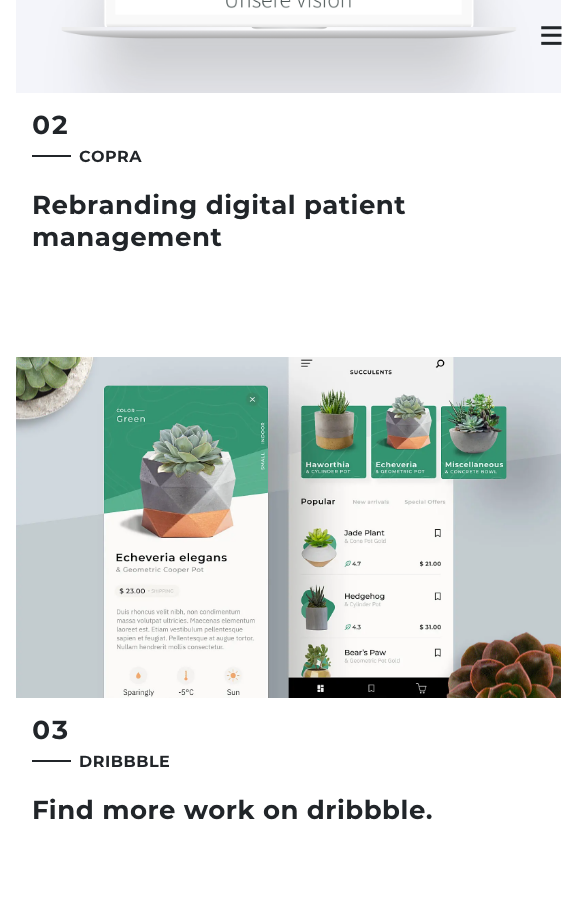 Unsere Vision
02
COPRA
Rebranding digital patient
management
COLOR
Green
SMALL INDOOR
Echeveria elegans
& Geometric Cooper Pot
$ 23.00 + SHIPPING
Duis rhoncus velit nibh, non condimentum
massa volutpat ultricies. Maecenas elementum
laoreet est. Etiam vestibulum pellentesque
sapien et feugiat. Pellentesque et augue tortor.
Nullam hendrerit mollis consectetur.
Sparingly
-5°C
Sun
SUCCULENTS
Haworthia
& CYLINDER POT
Echeveria
& GEOMETRIC POT
Miscellaneous
& CONCRETE BOWL
Popular
New arrivals
Special Offers
Jade Plant
& Cone Pot Gold
4.7
$ 21.00
Hedgehog
& Cylinder Pot
4.3
$ 31.00
Bear's Paw
& Geometric Pot Gold
03
DRIBBBLE
Find more work on dribbble.